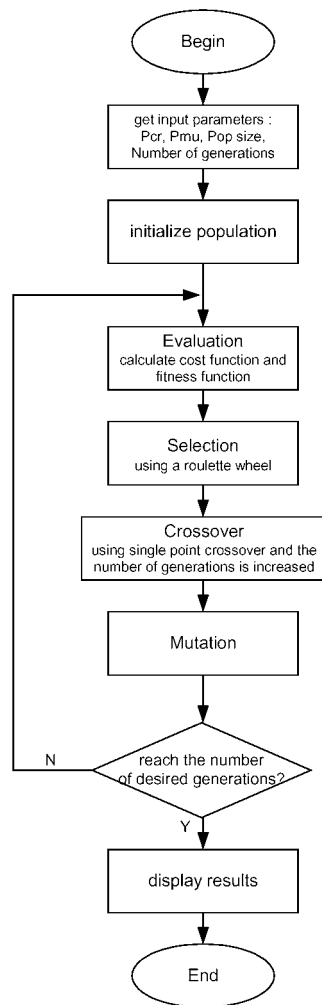 Begin
get input parameters :
Pcr, Pmu, Pop size,
Number of generations
initialize population
Evaluation
calculate cost function and
fitness function
Selection
using a roulette wheel
Crossover
using single point crossover and the
number of generations is increased
Mutation
reach the number
of desired generations?
N
Y
display results
End